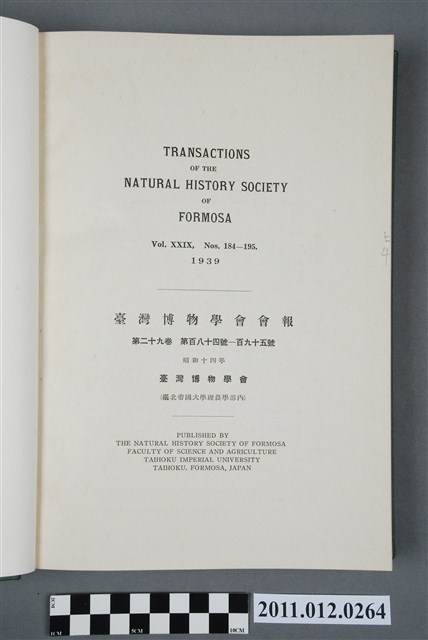 TRANSACTIONS
OF THE
NATURAL HISTORY SOCIETY
OF
FORMOSA
Vol. XXIX, Nos. 184—195.
1939
臺灣博物學會會報
第二十九卷 第百八十四號—百九十五號
昭和十四年
臺灣博物學會
(臺北帝國大學理農學部內)
PUBLISHED BY
THE NATURAL HISTORY SOCIETY OF FORMOSA
FACULTY OF SCIENCE AND AGRICULTURE
TAIHOKU IMPERIAL UNIVERSITY
TAIHOKU, FORMOSA, JAPAN
1CM 5CM 10CM
2011.012.0264